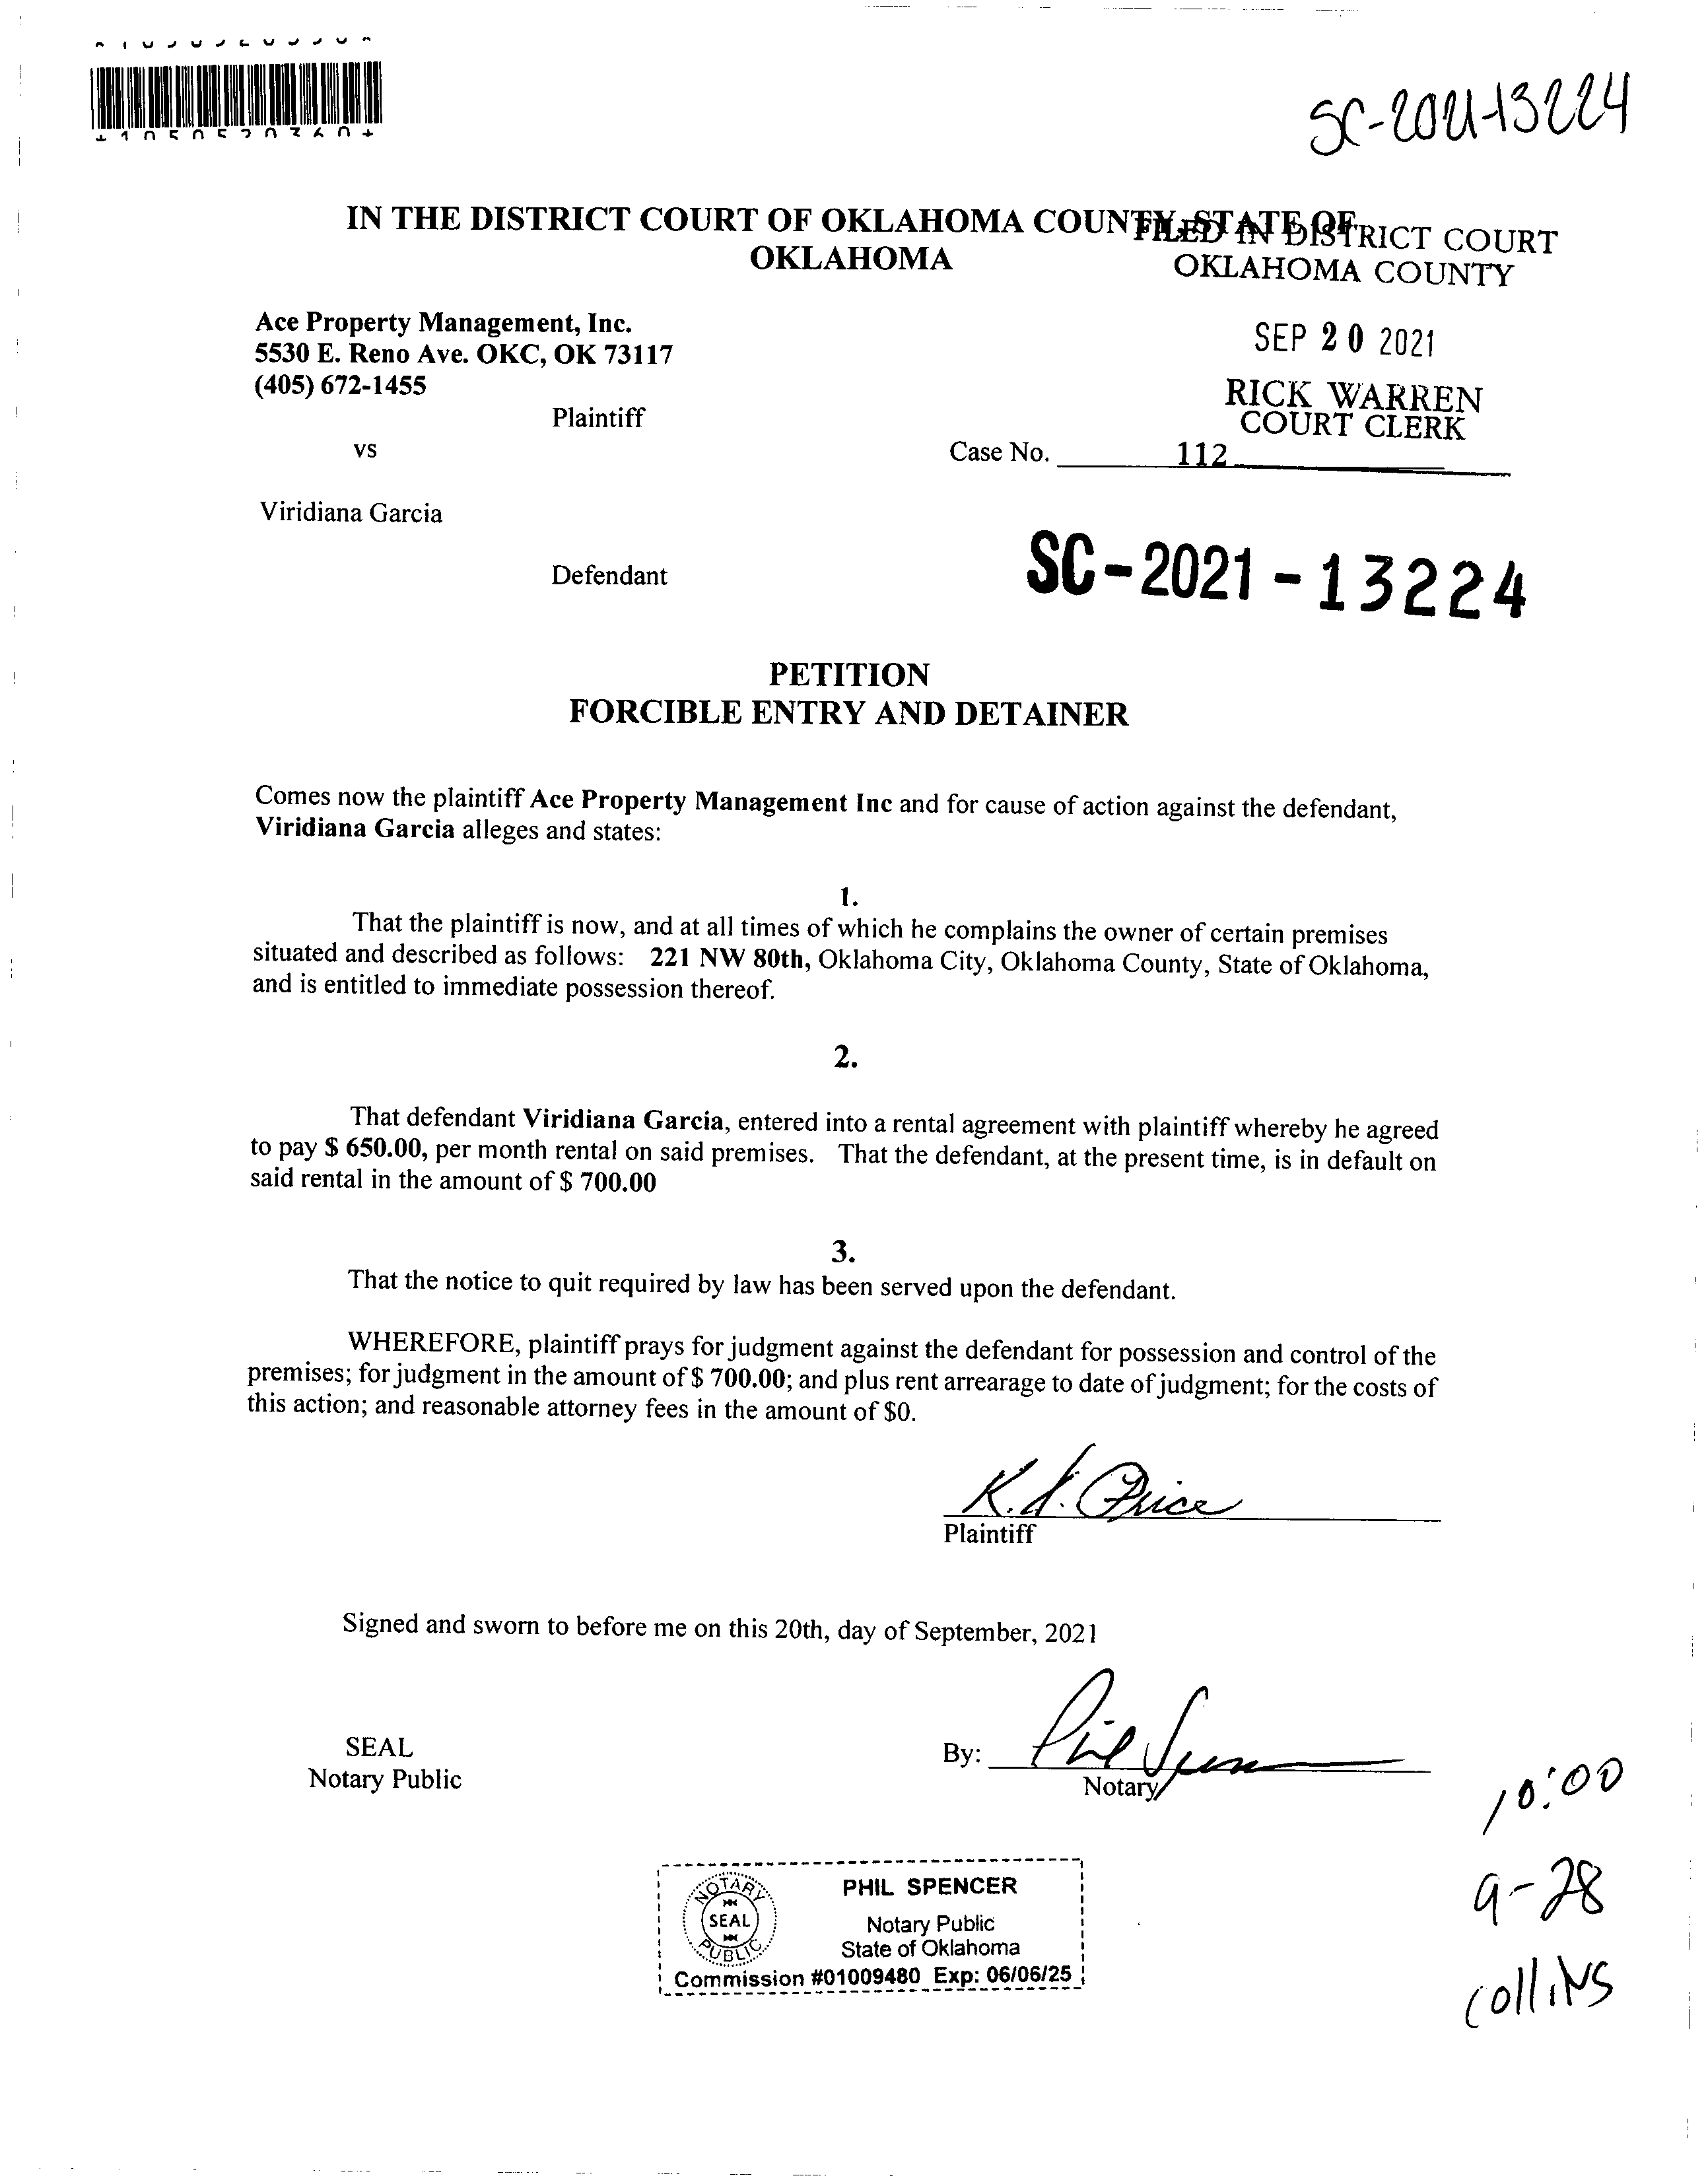 SC-2021-13224
IN THE DISTRICT COURT OF OKLAHOMA COUNTY, STATE OF
OKLAHOMA
FILED IN DISTRICT COURT
OKLAHOMA COUNTY
SEP 20 2021
RICK WARREN
COURT CLERK
112
Ace Property Management, Inc.
5530 E. Reno Ave. OKC, OK 73117
(405) 672-1455
Plaintiff
vs
Case No.
Viridiana Garcia
Defendant
SC-2021-13224
PETITION
FORCIBLE ENTRY AND DETAINER
Comes now the plaintiff Ace Property Management Inc and for cause of action against the defendant,
Viridiana Garcia alleges and states:
1.
That the plaintiff is now, and at all times of which he complains the owner of certain premises
situated and described as follows: 221 NW 80th, Oklahoma City, Oklahoma County, State of Oklahoma,
and is entitled to immediate possession thereof.
2.
That defendant Viridiana Garcia, entered into a rental agreement with plaintiff whereby he agreed
to pay $ 650.00, per month rental on said premises. That the defendant, at the present time, is in default on
said rental in the amount of $ 700.00
3.
That the notice to quit required by law has been served upon the defendant.
WHEREFORE, plaintiff prays for judgment against the defendant for possession and control of the
premises; for judgment in the amount of $ 700.00; and plus rent arrearage to date of judgment; for the costs of
this action; and reasonable attorney fees in the amount of $0.
Price
Plaintiff
Signed and sworn to before me on this 20th, day of September, 2021
SEAL
Notary Public
By:
Notary
10:00
9-28
Collins
NOTARY
SEAL
PUBLIC
PHIL SPENCER
Notary Public
State of Oklahoma
Commission #01009480 Exp: 06/06/25